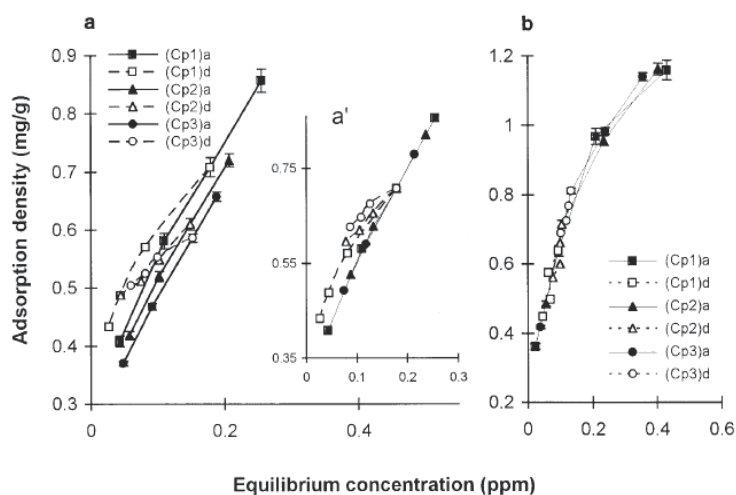 a
0.9
0.8
0.7
0.6
0.5
0.4
0.3
0
0.2
0.4
(Cp1)a
(Cp1)d
(Cp2)a
(Cp2)d
(Cp3)a
(Cp3)d
a'
0.75
0.55
0.35
0
0.1
0.2
0.3
b
1.2
1
0.8
0.6
0.4
0.2
0
0.2
0.4
0.6
(Cp1)a
(Cp1)d
(Cp2)a
(Cp2)d
(Cp3)a
(Cp3)d
Adsorption density (mg/g)
Equilibrium concentration (ppm)